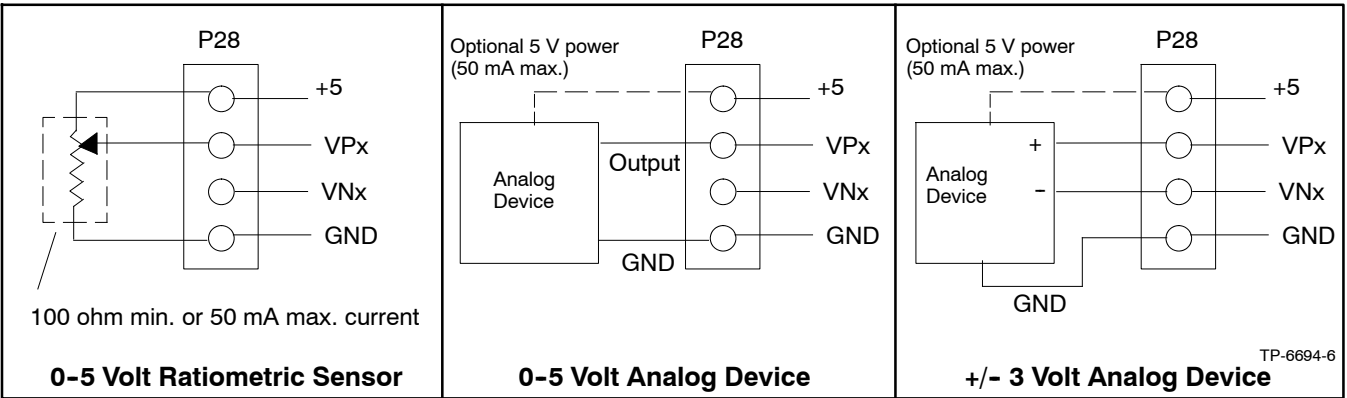 P28
+5
VPx
VNx
GND
100 ohm min. or 50 mA max. current
0-5 Volt Ratiometric Sensor
Optional 5 V power
(50 mA max.)
P28
+5
VPx
Output
Analog
Device
VNx
GND
GND
0-5 Volt Analog Device
Optional 5 V power
(50 mA max.)
P28
+5
+
VPx
Analog
Device
-
VNx
GND
GND
TP-6694-6
+/- 3 Volt Analog Device